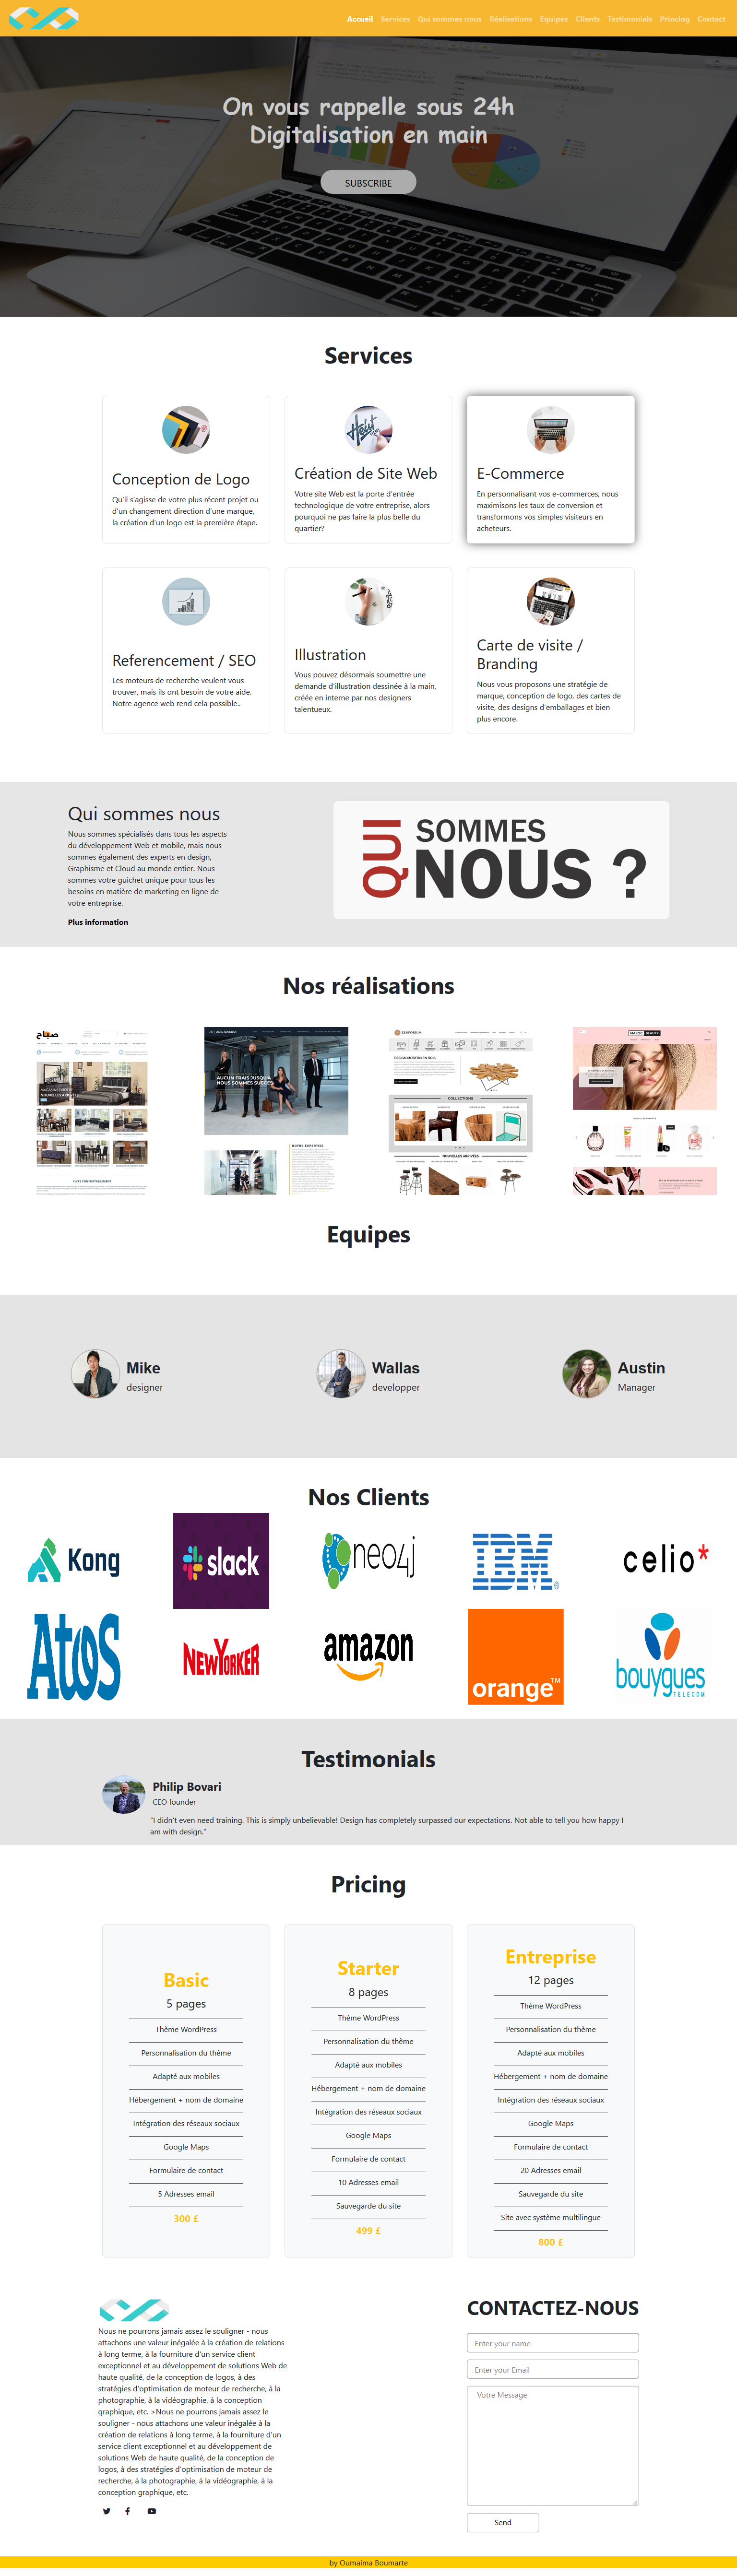 Accueil Services Qui sommes nous Réalisations Equipes Clients Testimonials Princing Contact
On vous rappelle sous 24h
Digitalisation en main
SUBSCRIBE
Services
Conception de Logo
Qu'il s'agisse de votre plus récent projet ou
d'un changement direction d'une marque,
la création d'un logo est la première étape.
Création de Site Web
Votre site Web est la porte d'entrée
technologique de votre entreprise, alors
pourquoi ne pas faire la plus belle du
quartier?
E-Commerce
En personnalisant vos e-commerces, nous
maximisons les taux de conversion et
transformons vos simples visiteurs en
acheteurs.
Referencement / SEO
Les moteurs de recherche veulent vous
trouver, mais ils ont besoin de votre aide.
Notre agence web rend cela possible..
Illustration
Vous pouvez désormais soumettre une
demande d'illustration dessinée à la main,
créée en interne par nos designers
talentueux.
Carte de visite /
Branding
Nous vous proposons une stratégie de
marque, conception de logo, des cartes de
visite, des designs d'emballages et bien
plus encore.
Qui sommes nous
Nous sommes spécialisés dans tous les aspects
du développement Web et mobile, mais nous
sommes également des experts en design,
Graphisme et Cloud au monde entier. Nous
sommes votre guichet unique pour tous les
besoins en matière de marketing en ligne de
votre entreprise.
Plus information
QUI SOMMES
NOUS ?
Nos réalisations
AUCUN FRAIS JUSQU'À
NOUS SOMMES SUCCÈS
NOTRE EXPERTISE
COLLECTIONS
NOUVELLES ARRIVÉES
MAROC BEAUTY
Equipes
Mike
designer
Wallas
developper
Austin
Manager
Nos Clients
Kong
slack
neo4j
IBM
celio*
Atos
NEWYORKER
amazon
orange™
bouygues
TELECOM
Testimonials
Philip Bovari
CEO founder
"I didn't even need training. This is simply unbelievable! Design has completely surpassed our expectations. Not able to tell you how happy I
am with design."
Pricing
Basic
5 pages
Thème WordPress
Personnalisation du thème
Adapté aux mobiles
Hébergement + nom de domaine
Intégration des réseaux sociaux
Google Maps
Formulaire de contact
5 Adresses email
300 £
Starter
8 pages
Thème WordPress
Personnalisation du thème
Adapté aux mobiles
Hébergement + nom de domaine
Intégration des réseaux sociaux
Google Maps
Formulaire de contact
10 Adresses email
Sauvegarde du site
499 £
Entreprise
12 pages
Thème WordPress
Personnalisation du thème
Adapté aux mobiles
Hébergement + nom de domaine
Intégration des réseaux sociaux
Google Maps
Formulaire de contact
20 Adresses email
Sauvegarde du site
Site avec système multilingue
800 £
Nous ne pourrons jamais assez le souligner - nous
attachons une valeur inégalée à la création de relations
à long terme, à la fourniture d'un service client
exceptionnel et au développement de solutions Web de
haute qualité, de la conception de logos, à des
stratégies d'optimisation de moteur de recherche, à la
photographie, à la vidéographie, à la conception
graphique, etc. >Nous ne pourrons jamais assez le
souligner - nous attachons une valeur inégalée à la
création de relations à long terme, à la fourniture d'un
service client exceptionnel et au développement de
solutions Web de haute qualité, de la conception de
logos, à des stratégies d'optimisation de moteur de
recherche, à la photographie, à la vidéographie, à la
conception graphique, etc.
CONTACTEZ-NOUS
Enter your name
Enter your Email
Votre Message
Send
by Oumaima Boumarte